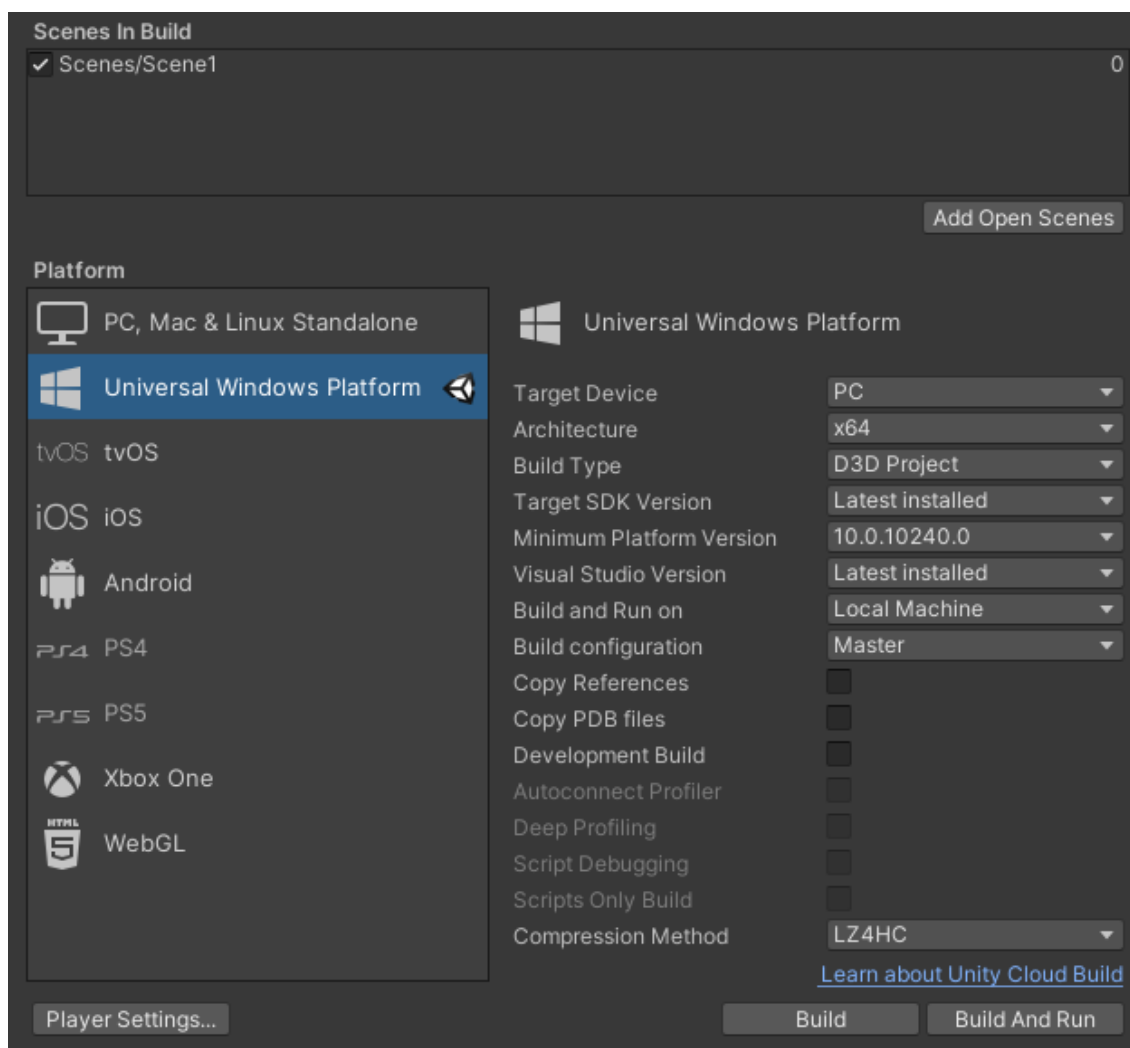 Scenes In Build
Scenes/Scene1 0
Add Open Scenes
Platform
PC, Mac & Linux Standalone
Universal Windows Platform
tvOS tvOS
iOS iOS
Android
PS4 PS4
PS5 PS5
Xbox One
HTML 5 WebGL
Universal Windows Platform
Target Device PC
Architecture x64
Build Type D3D Project
Target SDK Version Latest installed
Minimum Platform Version 10.0.10240.0
Visual Studio Version Latest installed
Build and Run on Local Machine
Build configuration Master
Copy References
Copy PDB files
Development Build
Autoconnect Profiler
Deep Profiling
Script Debugging
Scripts Only Build
Compression Method LZ4HC
Learn about Unity Cloud Build
Player Settings... Build Build And Run